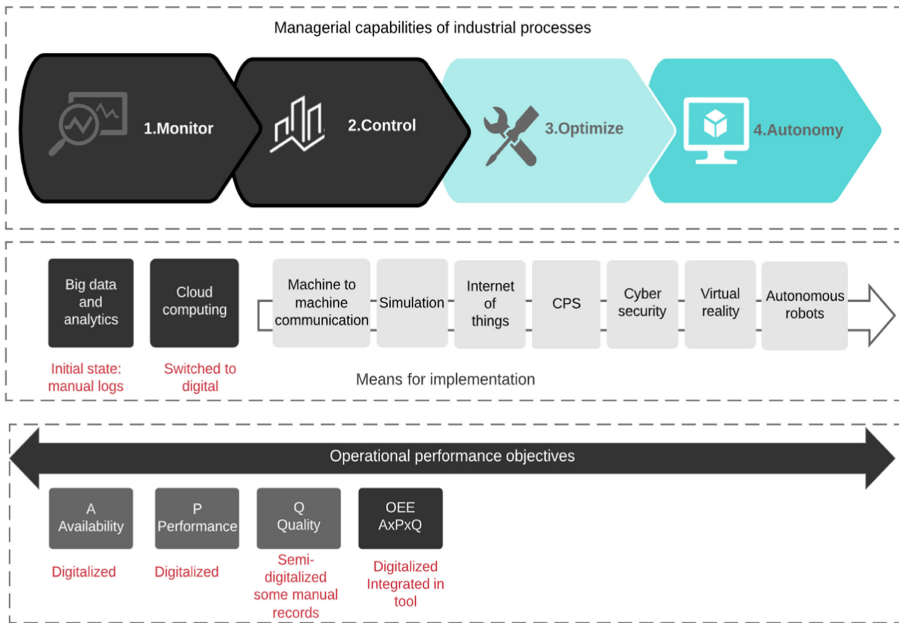 Managerial capabilities of industrial processes
1.Monitor
2.Control
3.Optimize
4.Autonomy
Big data
and
analytics
Cloud
computing
Machine to
machine
communication
Simulation
Internet
of
things
CPS
Cyber
security
Virtual
reality
Autonomous
robots
Initial state:
manual logs
Switched to
digital
Means for implementation
Operational performance objectives
A
Availability
P
Performance
Q
Quality
OEE
AxPxQ
Digitalized
Digitalized
Semi-
digitalized
some manual
records
Digitalized
Integrated in
tool